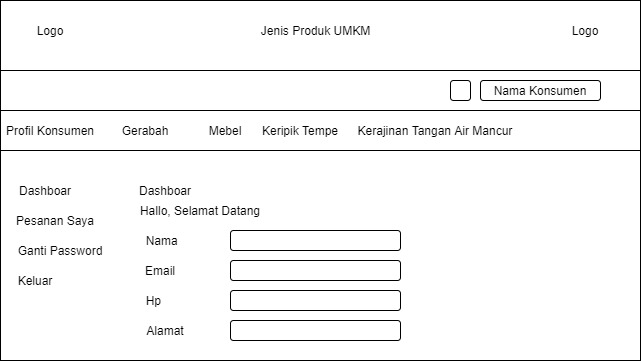 Logo Jenis Produk UMKM Logo
Nama Konsumen
Profil Konsumen Gerabah Mebel Keripik Tempe Kerajinan Tangan Air Mancur
Dashboar Dashboar
Hallo, Selamat Datang
Pesanan Saya
Nama
Ganti Password
Email
Keluar
Hp
Alamat